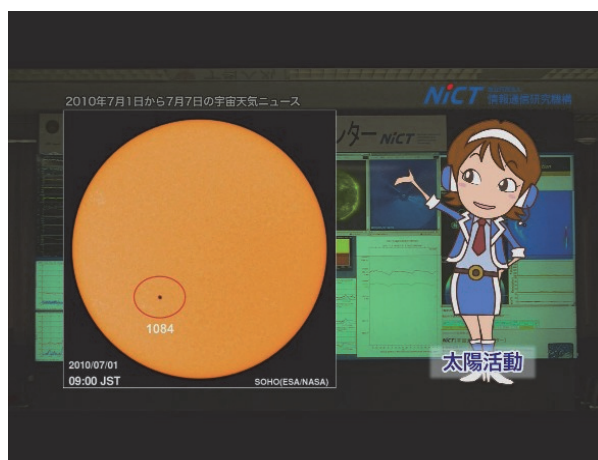 2010年7月1日から7月7日の宇宙天気ニュース
NiCT
情報通信研究機構
ンター NiCT
1084
2010/07/01
09:00 JST
SOHO(ESA/NASA)
太陽活動